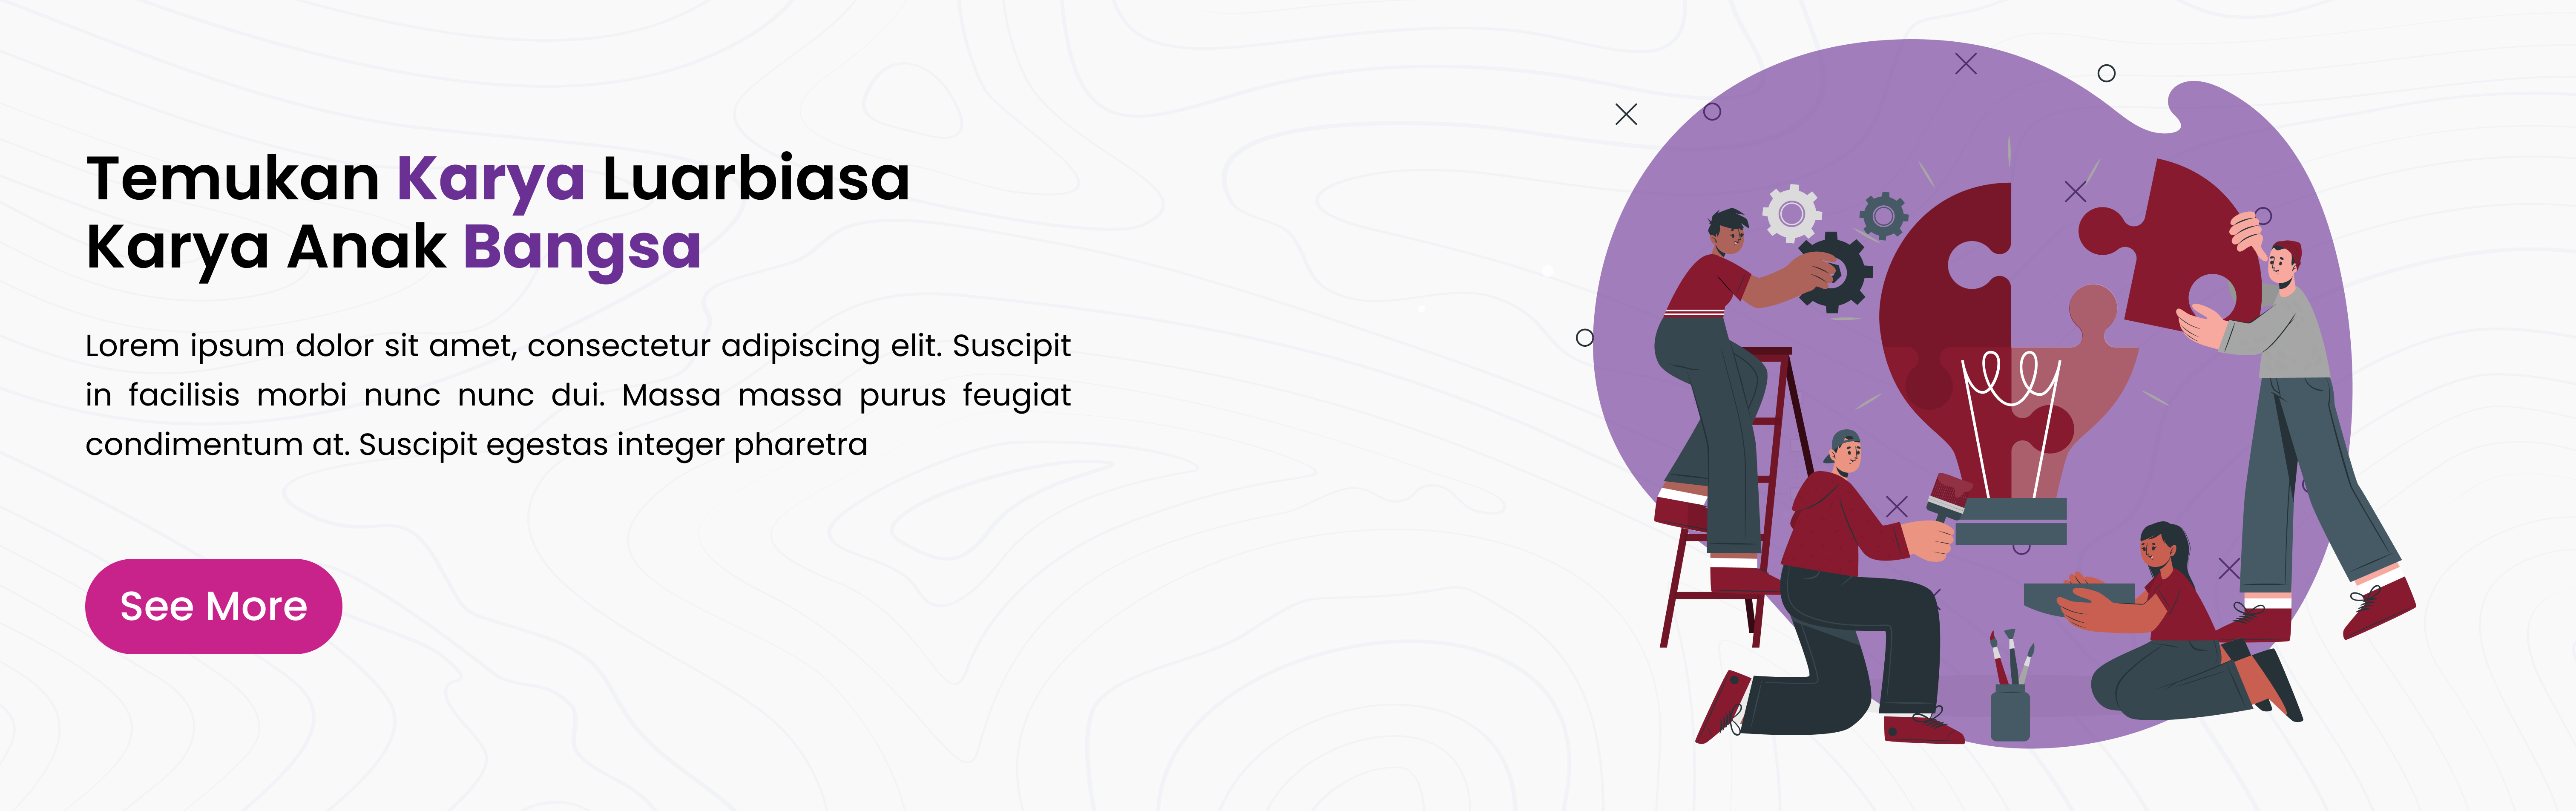 Temukan Karya Luarbiasa
Karya Anak Bangsa
Lorem ipsum dolor sit amet, consectetur adipiscing elit. Suscipit
in facilisis morbi nunc nunc dui. Massa massa purus feugiat
condimentum at. Suscipit egestas integer pharetra
See More